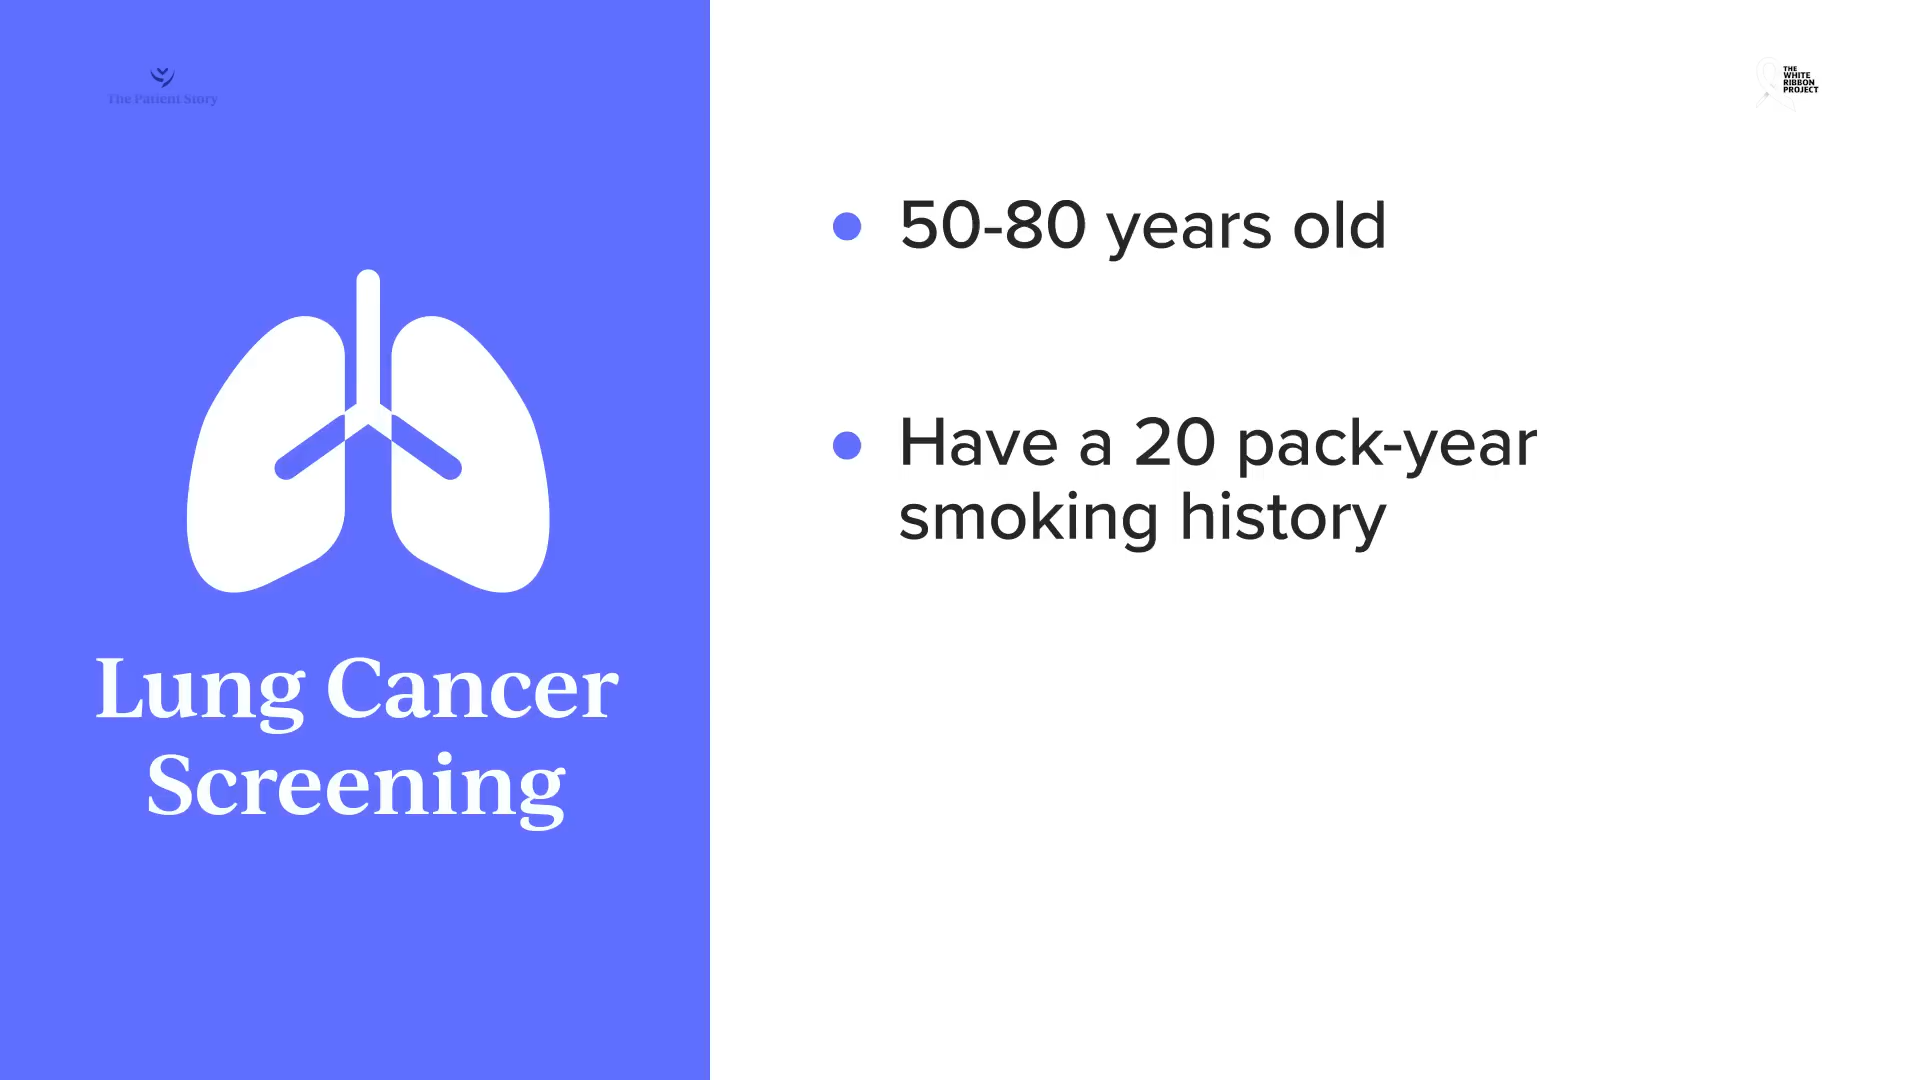 The Patient Story
THE
WHITE
RIBBON
PROJECT
50-80 years old
Have a 20 pack-year
smoking history
Lung Cancer
Screening